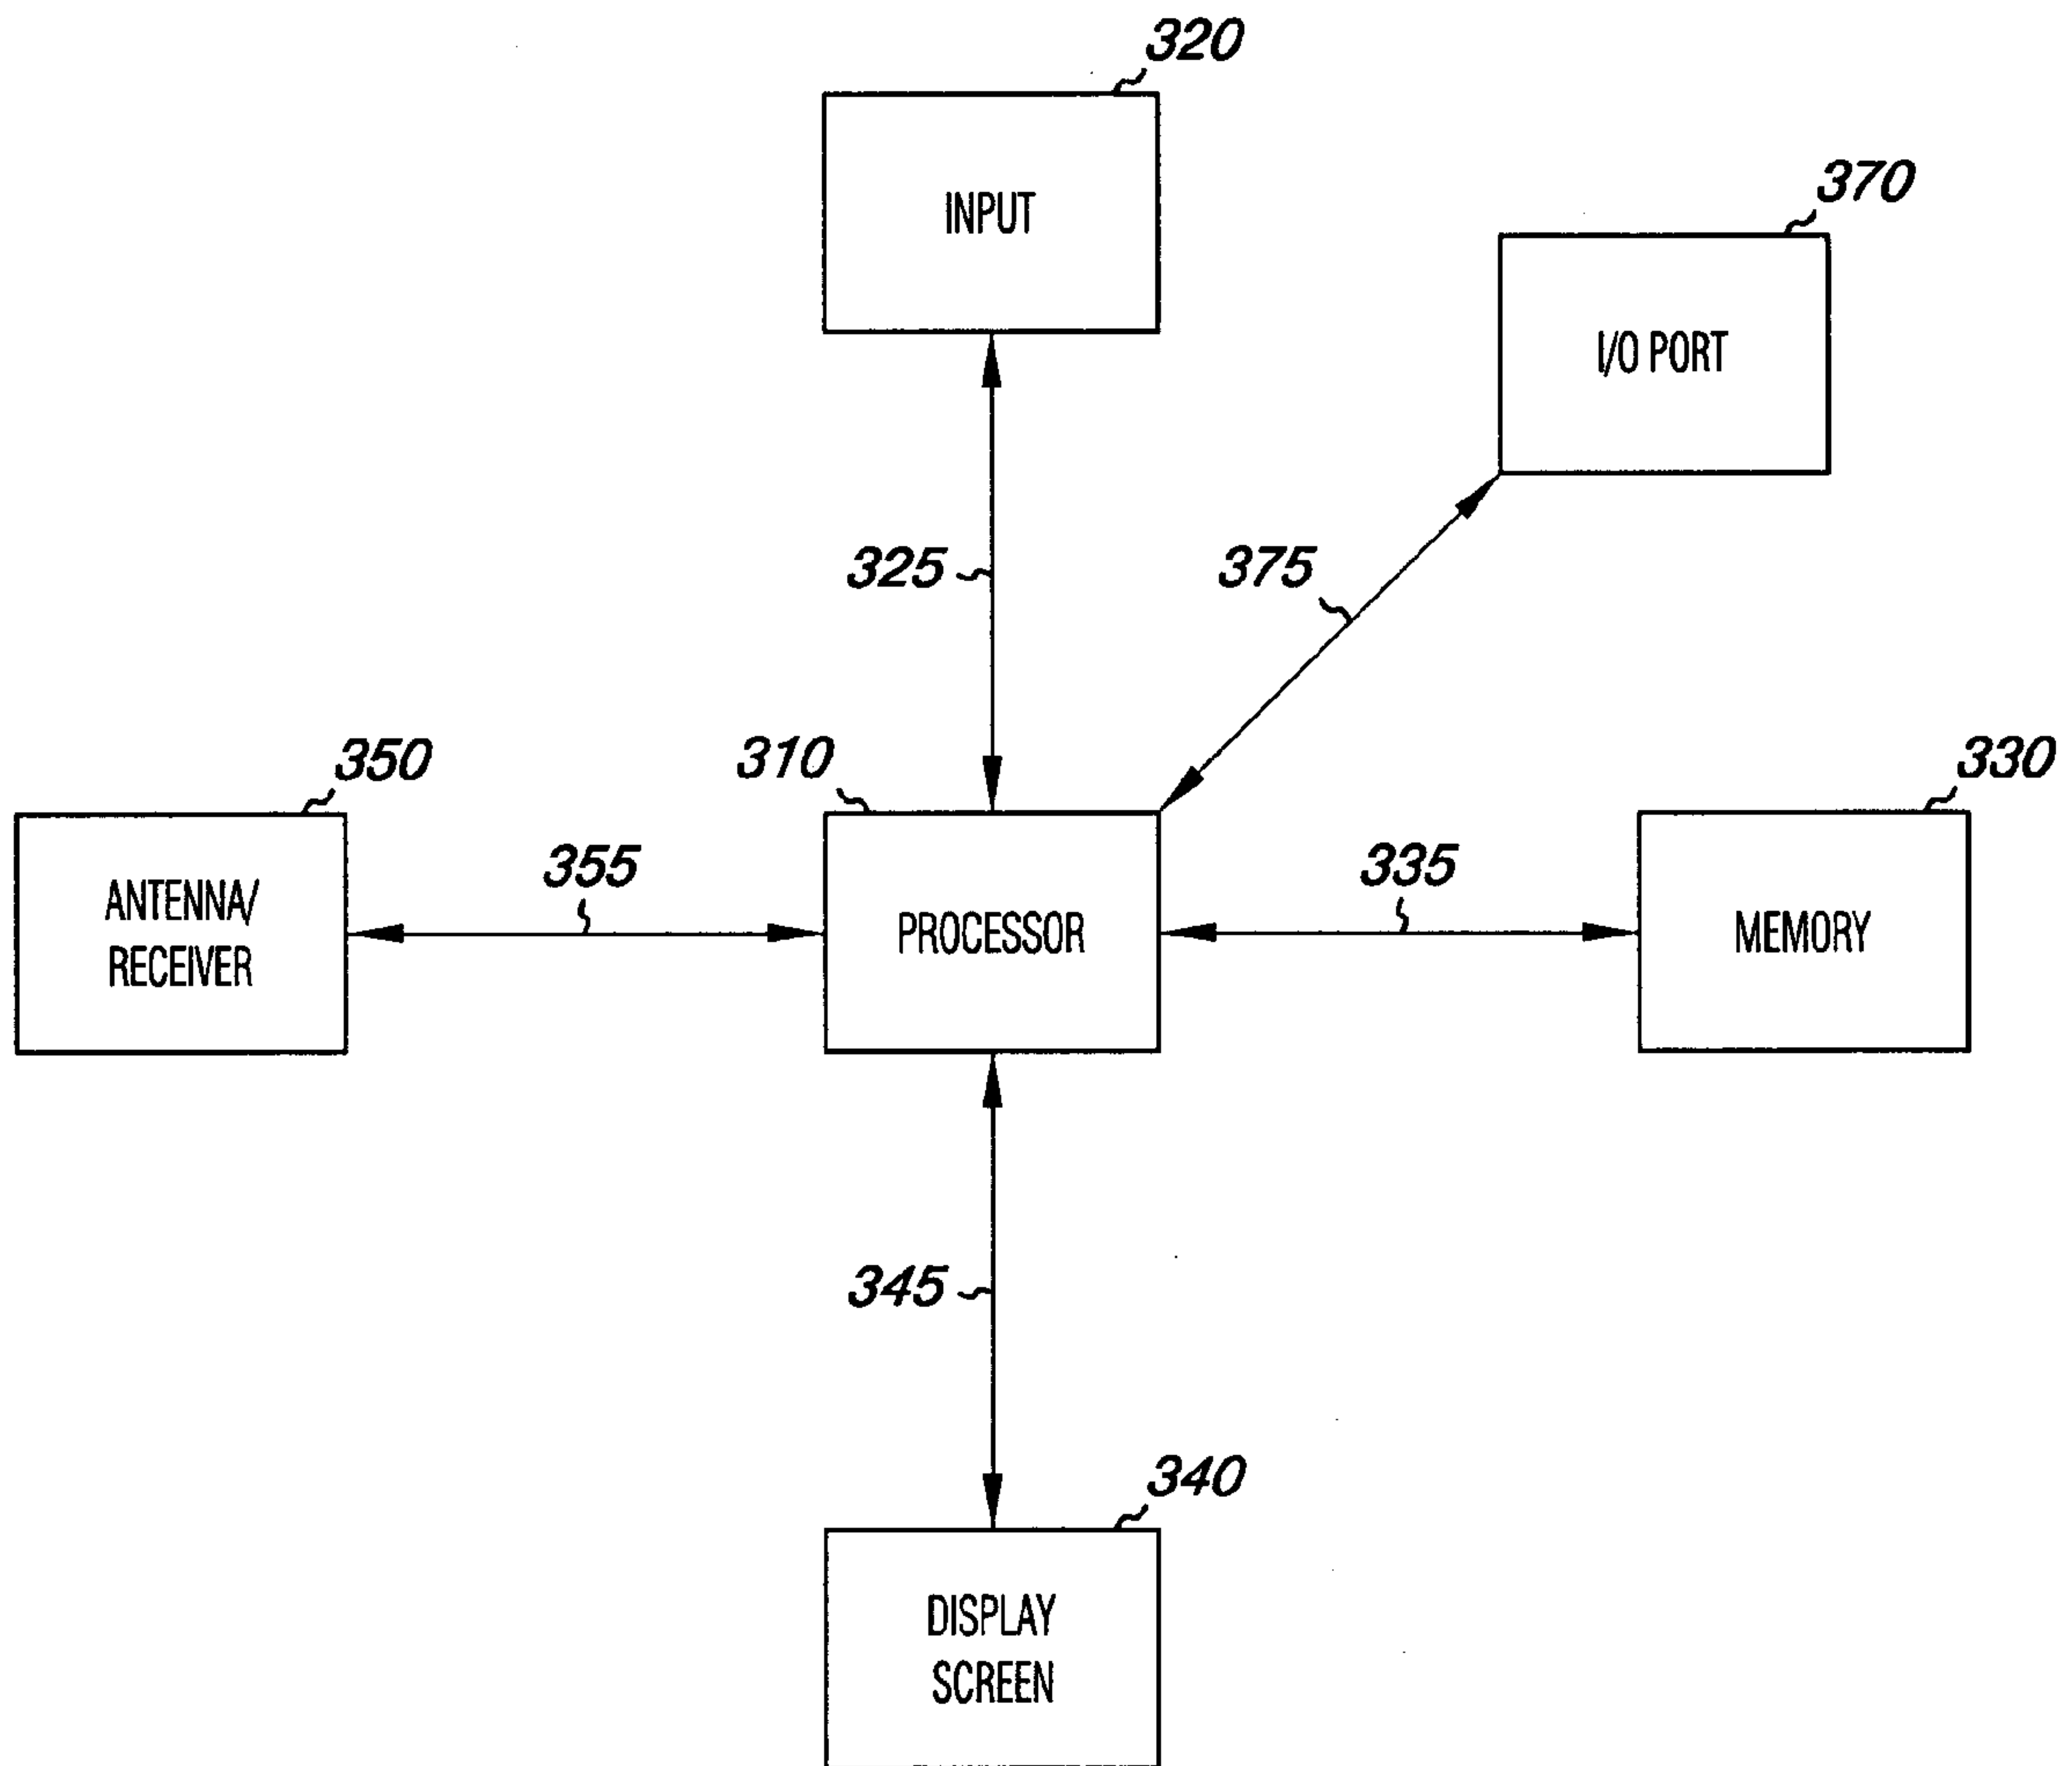 320
INPUT
370
I/O PORT
325
375
350
310
330
ANTENNA/
RECEIVER
355
PROCESSOR
335
MEMORY
345
340
DISPLAY
SCREEN